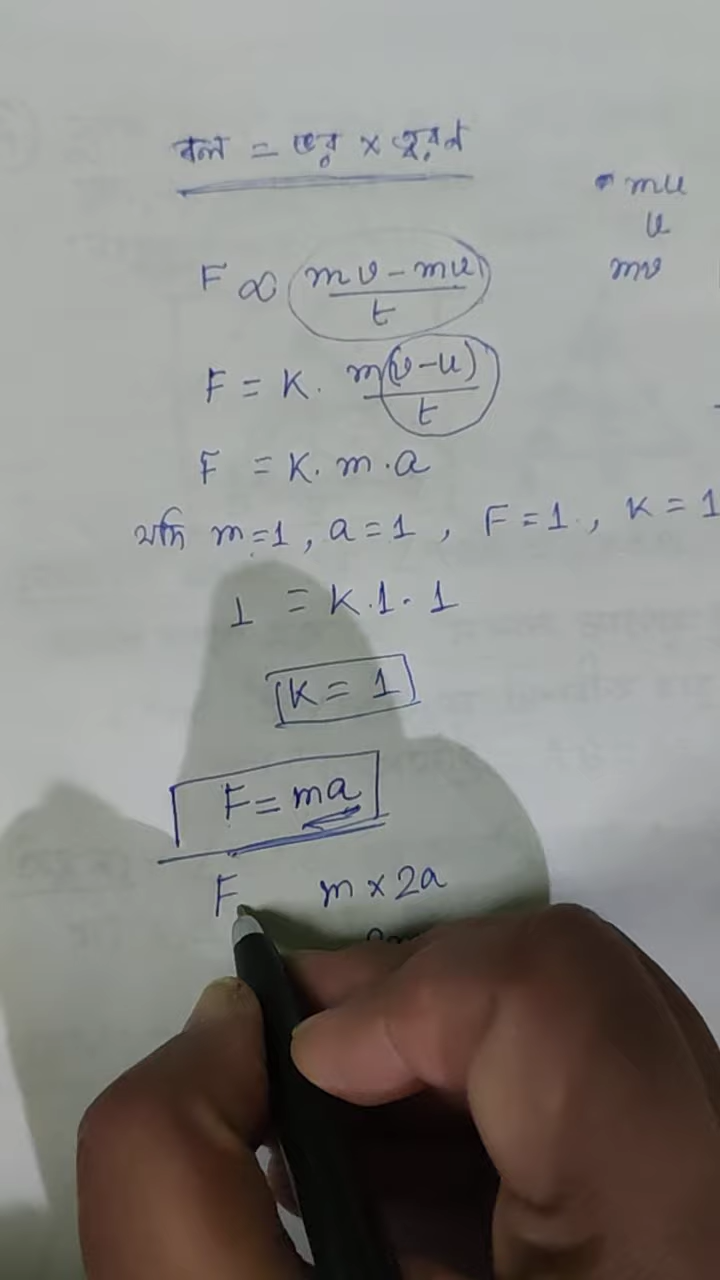 বল = ভর × ত্বরণ
mu
u
mv
F ∝ (mv - mu)/t
F = K. m(v-u)/t
F = K. m . a
যদি m=1, a=1, F=1, K=1
1 = K.1.1
K = 1
F = ma
F m × 2a